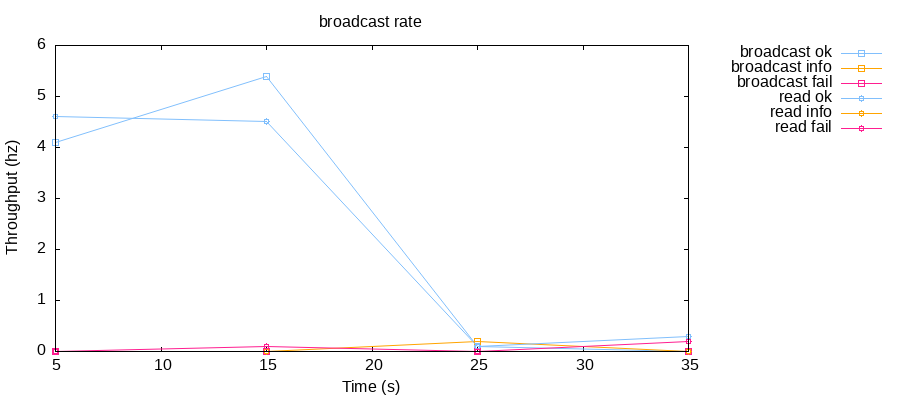 broadcast rate
6
5
4
3
2
1
0
5
10
15
20
25
30
35
Throughput (hz)
Time (s)
broadcast ok
broadcast info
broadcast fail
read ok
read info
read fail